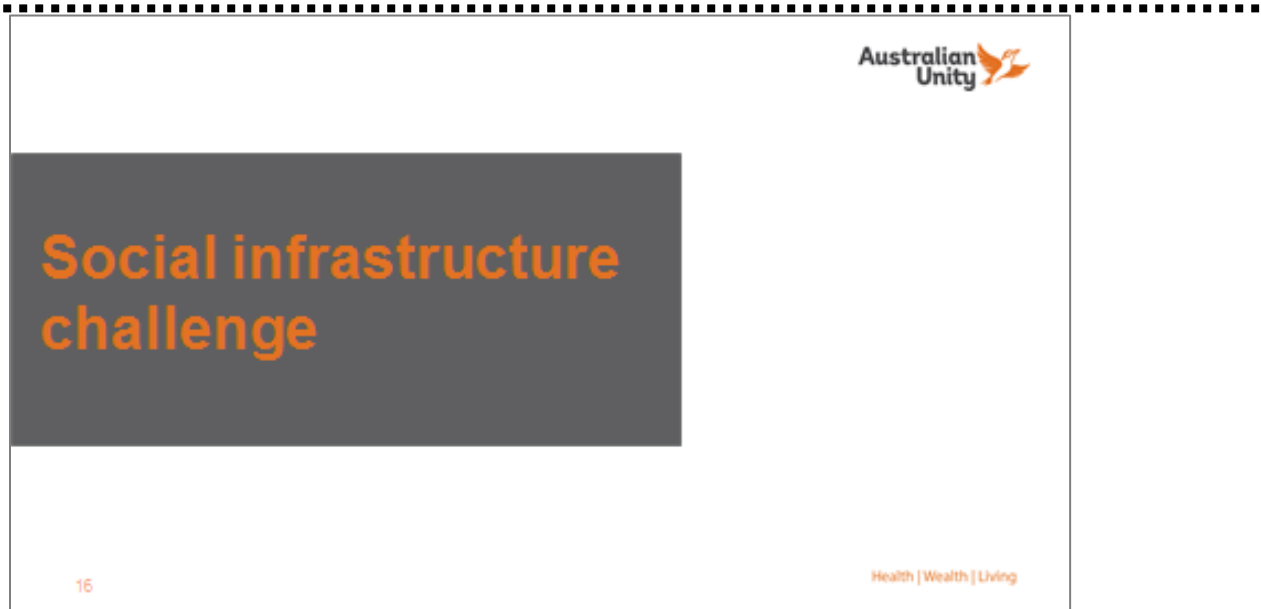 Australian
Unity
Social infrastructure
challenge
16
Health | Wealth | Living